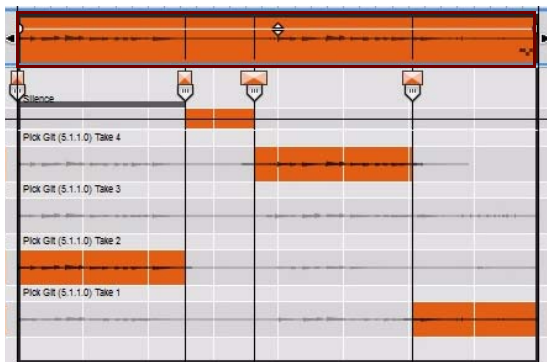 Silence
Pick Git (5.1.1.0) Take 4
Pick Git (5.1.1.0) Take 3
Pick Git (5.1.1.0) Take 2
Pick Git (5.1.1.0) Take 1